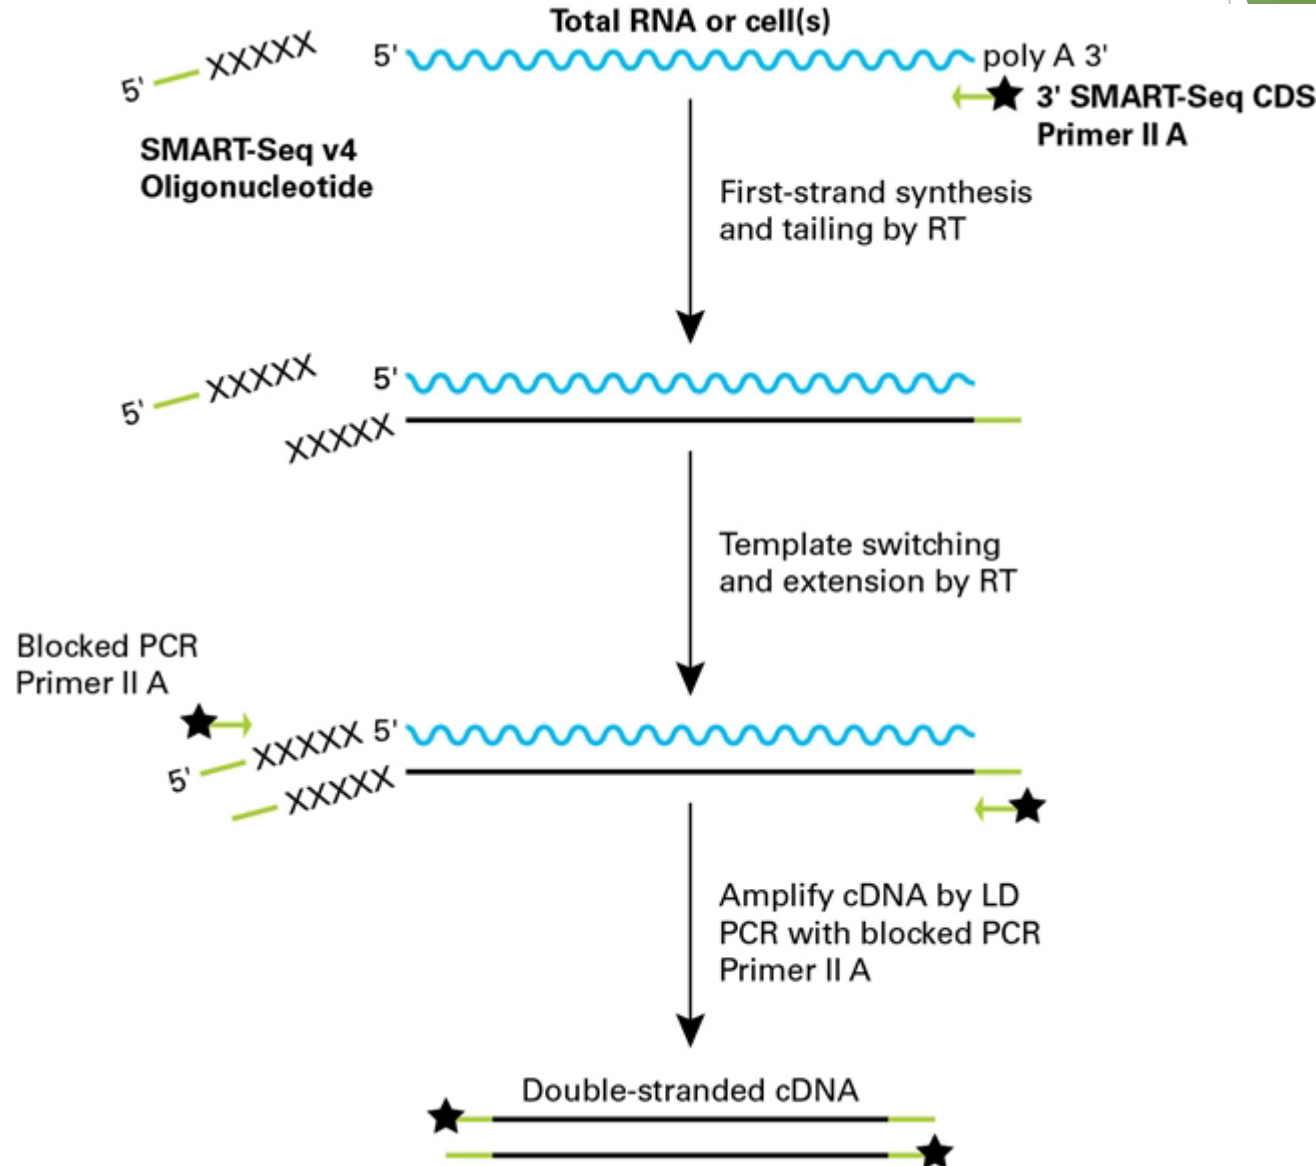 Total RNA or cell(s)
5' XXXXX
5' poly A 3'
3' SMART-Seq CDS
Primer II A
SMART-Seq v4
Oligonucleotide
First-strand synthesis
and tailing by RT
5' XXXXX
5'
XXXXX
Template switching
and extension by RT
Blocked PCR
Primer II A
5' XXXXX 5'
XXXXX
Amplify cDNA by LD
PCR with blocked PCR
Primer II A
Double-stranded cDNA